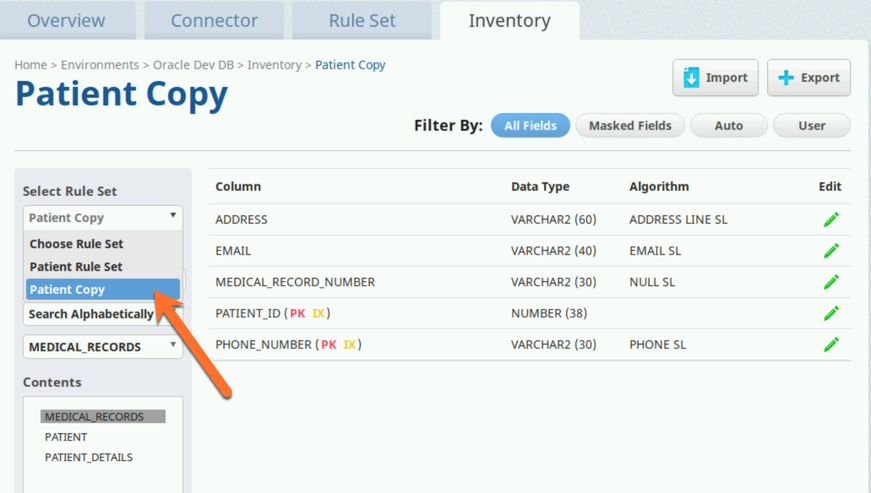 Overview Connector Rule Set Inventory
Home > Environments > Oracle Dev DB > Inventory > Patient Copy
Patient Copy
Import Export
Filter By: All Fields Masked Fields Auto User
Select Rule Set
Patient Copy
Choose Rule Set
Patient Rule Set
Patient Copy
Search Alphabetically
MEDICAL_RECORDS
Contents
MEDICAL_RECORDS
PATIENT
PATIENT_DETAILS
Column Data Type Algorithm Edit
ADDRESS VARCHAR2 (60) ADDRESS LINE SL
EMAIL VARCHAR2 (40) EMAIL SL
MEDICAL_RECORD_NUMBER VARCHAR2 (30) NULL SL
PATIENT_ID (PK IX) NUMBER (38)
PHONE_NUMBER (PK IX) VARCHAR2 (30) PHONE SL